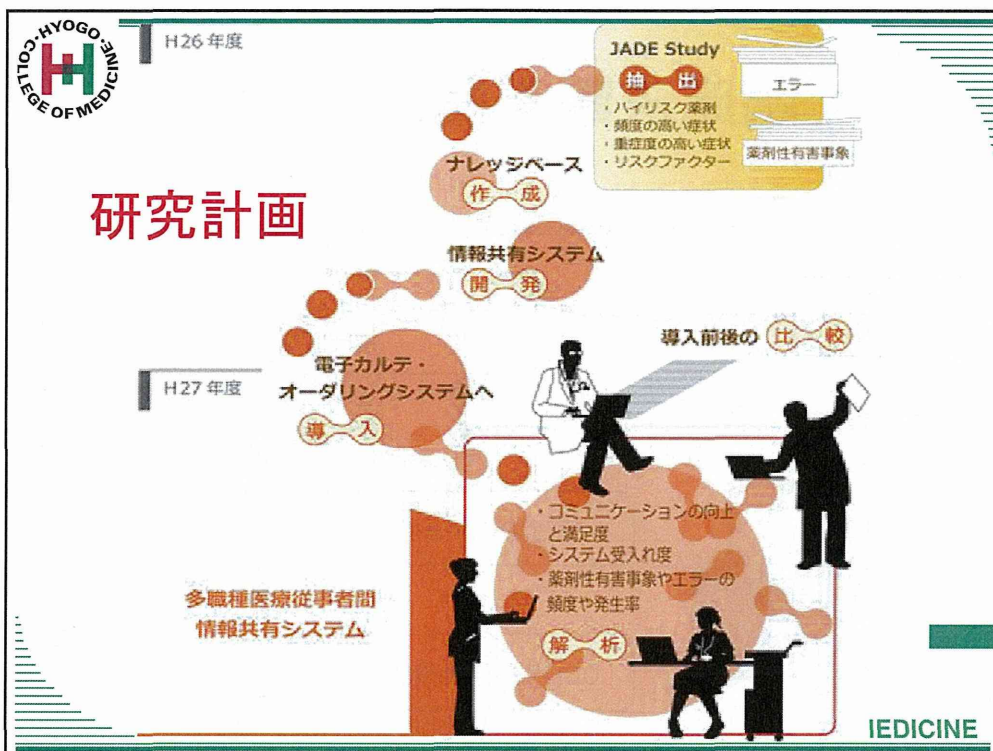 HYOGO・COLLEGE OF MEDICINE・
H26年度
JADE Study
抽出
・ハイリスク薬剤
・頻度の高い症状
・重症度の高い症状
・リスクファクター
エラー
薬剤性有害事象
ナレッジベース
作成
研究計画
情報共有システム
開発
導入前後の比較
H27年度
電子カルテ・
オーダリングシステムへ
導入
・コミュニケーションの向上
と満足度
・システム受入れ度
・薬剤性有害事象やエラーの
頻度や発生率
解析
多職種医療従事者間
情報共有システム
IEDICINE